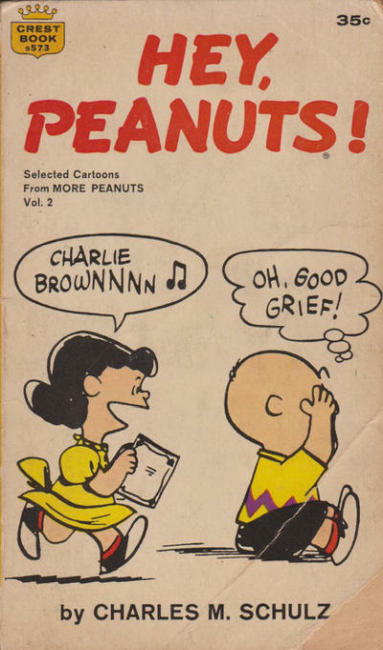 CREST
BOOK
s573
35c
HEY,
PEANUTS!
®
Selected Cartoons
From MORE PEANUTS
Vol. 2
CHARLIE
BROWNNNN ♫
OH, GOOD
GRIEF!
by CHARLES M. SCHULZ